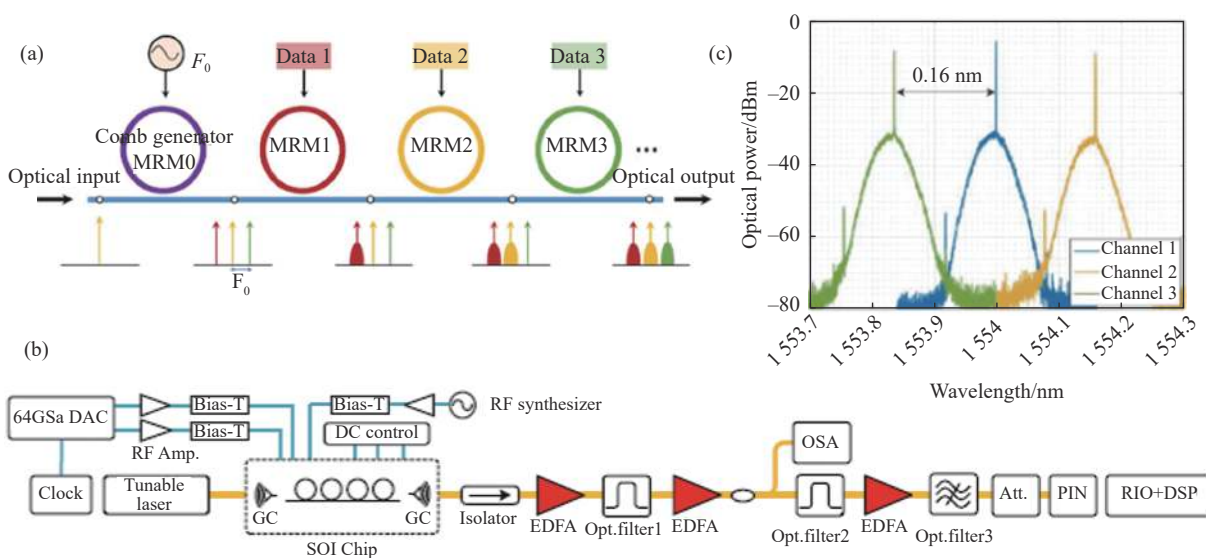 (a)
F0
Data 1
Data 2
Data 3
Comb generator
MRM0
MRM1
MRM2
MRM3
...
Optical input
Optical output
F0
(c)
0
−20
−40
−60
−80
Optical power/dBm
0.16 nm
Channel 1
Channel 2
Channel 3
1 553.7
1 553.8
1 553.9
1 554
1 554.1
1 554.2
1 554.3
Wavelength/nm
(b)
64GSa DAC
Bias-T
Bias-T
RF Amp.
Bias-T
RF synthesizer
DC control
Clock
Tunable
laser
GC
GC
SOI Chip
Isolator
EDFA
Opt.filter1
EDFA
OSA
Opt.filter2
EDFA
Opt.filter3
Att.
PIN
RIO+DSP